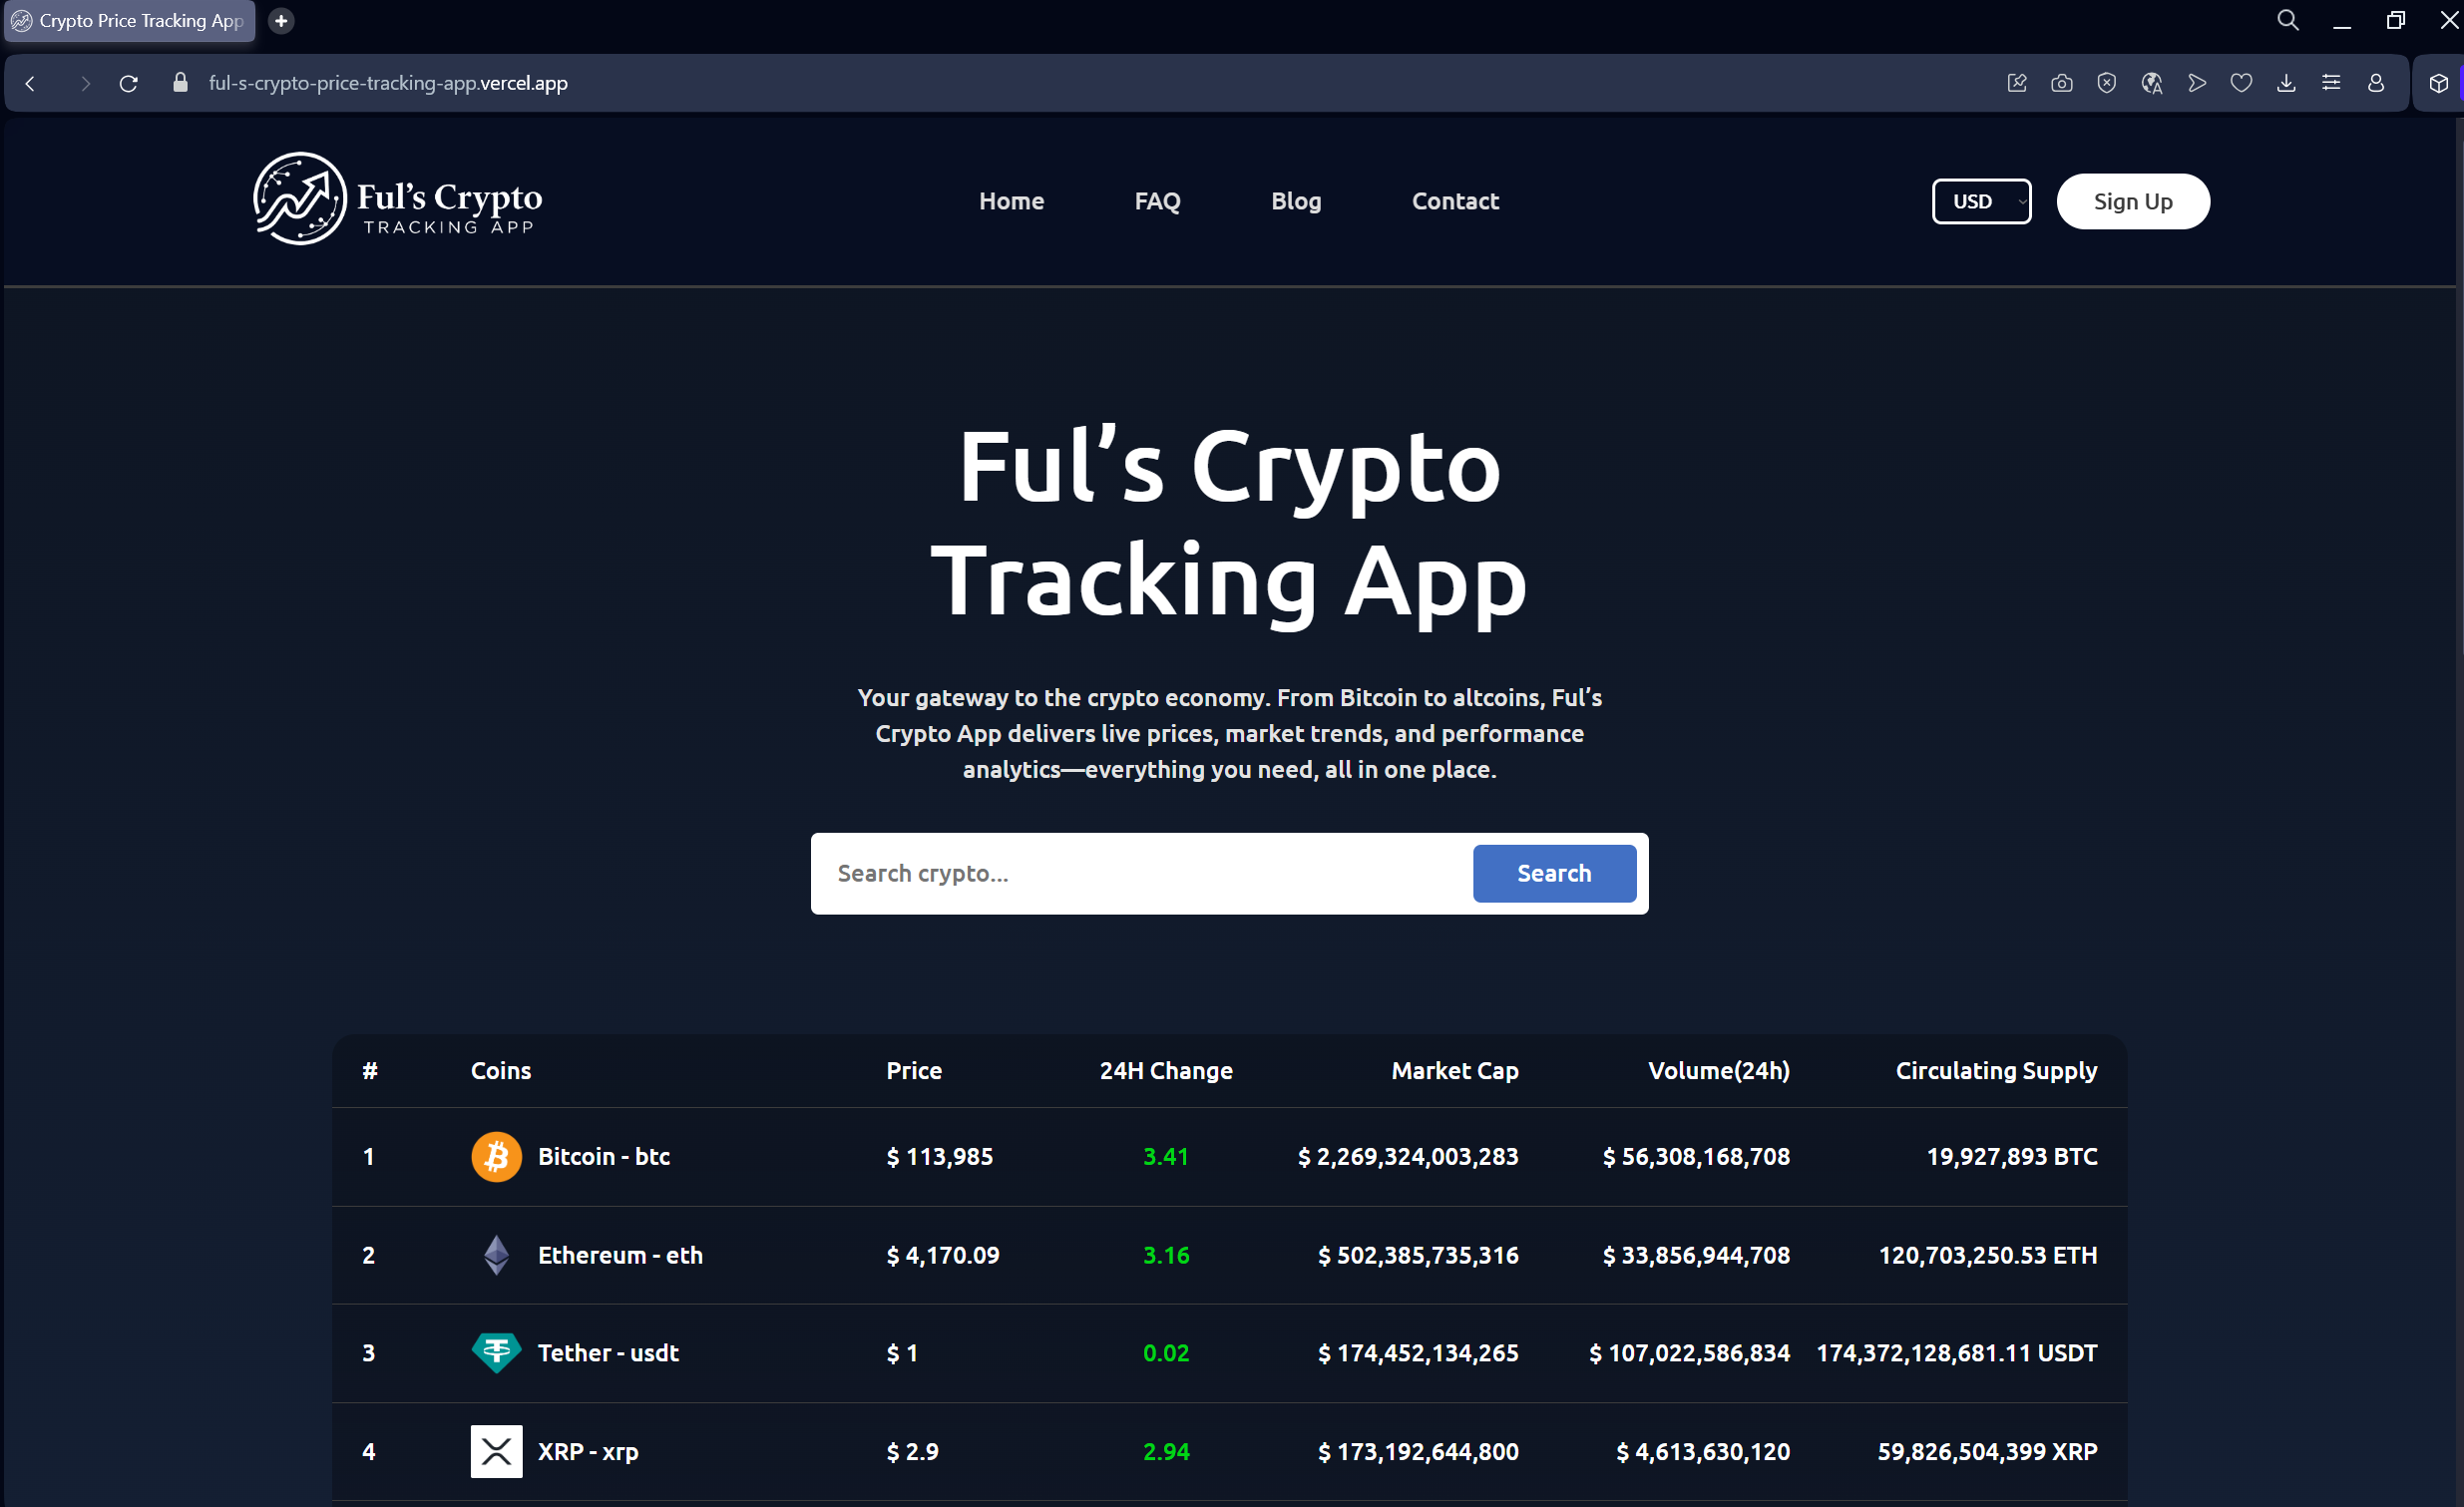 Crypto Price Tracking App
ful-s-crypto-price-tracking-app.vercel.app
Ful’s Crypto
TRACKING APP
Home FAQ Blog Contact
USD Sign Up
Ful’s Crypto
Tracking App
Your gateway to the crypto economy. From Bitcoin to altcoins, Ful’s
Crypto App delivers live prices, market trends, and performance
analytics—everything you need, all in one place.
Search crypto... Search
# Coins Price 24H Change Market Cap Volume(24h) Circulating Supply
1 Bitcoin - btc $ 113,985 3.41 $ 2,269,324,003,283 $ 56,308,168,708 19,927,893 BTC
2 Ethereum - eth $ 4,170.09 3.16 $ 502,385,735,316 $ 33,856,944,708 120,703,250.53 ETH
3 Tether - usdt $ 1 0.02 $ 174,452,134,265 $ 107,022,586,834 174,372,128,681.11 USDT
4 XRP - xrp $ 2.9 2.94 $ 173,192,644,800 $ 4,613,630,120 59,826,504,399 XRP